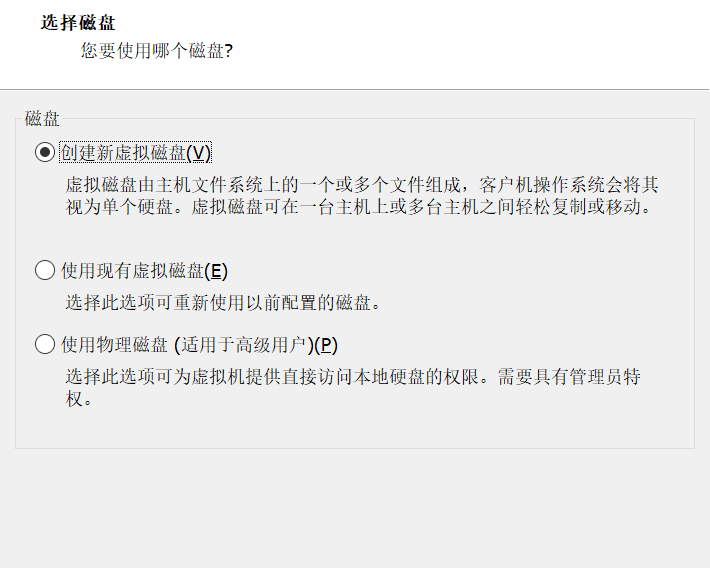 选择磁盘
您要使用哪个磁盘?
磁盘
创建新虚拟磁盘(V)
虚拟磁盘由主机文件系统上的一个或多个文件组成，客户机操作系统会将其
视为单个硬盘。虚拟磁盘可在一台主机上或多台主机之间轻松复制或移动。
使用现有虚拟磁盘(E)
选择此选项可重新使用以前配置的磁盘。
使用物理磁盘 (适用于高级用户)(P)
选择此选项可为虚拟机提供直接访问本地硬盘的权限。需要具有管理员特
权。